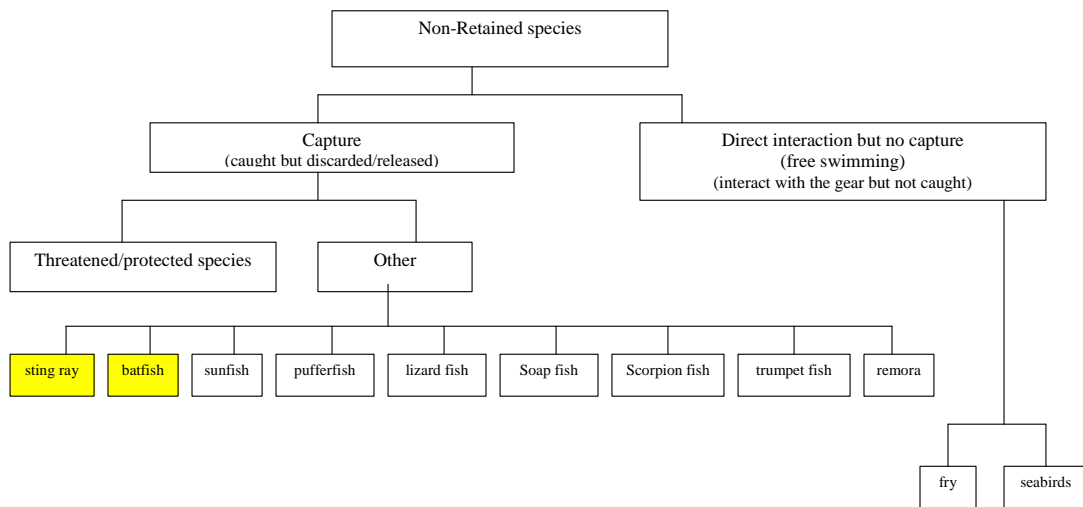 Non-Retained species
Capture
(caught but discarded/released)
Direct interaction but no capture
(free swimming)
(interact with the gear but not caught)
Threatened/protected species
Other
sting ray
batfish
sunfish
pufferfish
lizard fish
Soap fish
Scorpion fish
trumpet fish
remora
fry
seabirds